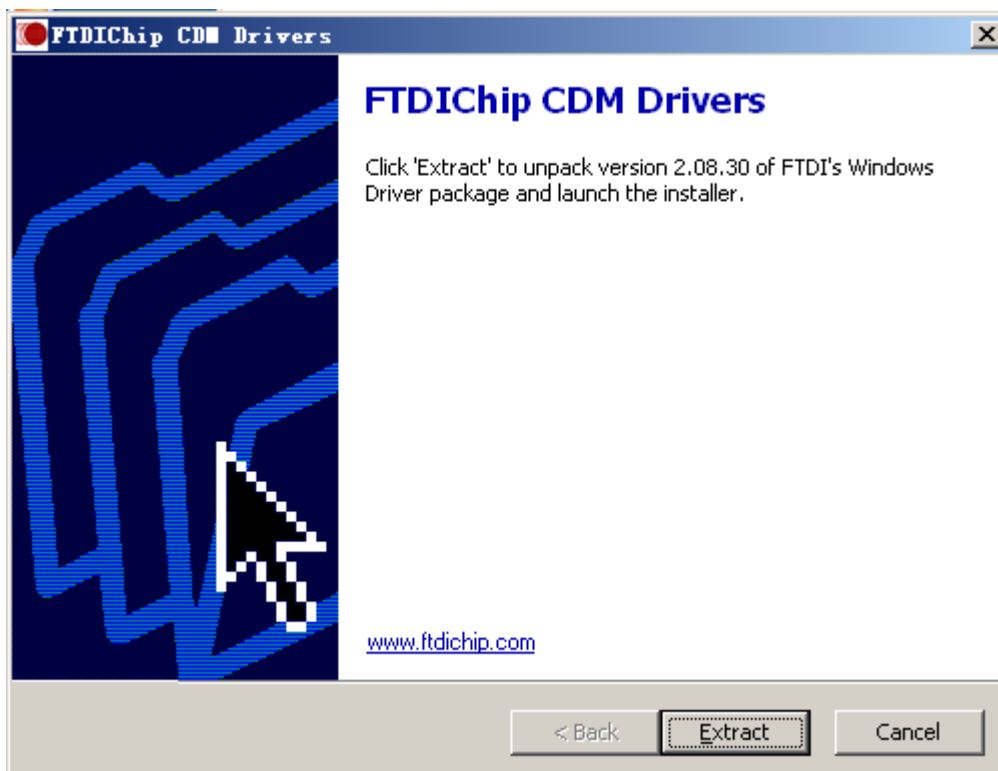 FTDIChip CDM Drivers
FTDIChip CDM Drivers
Click 'Extract' to unpack version 2.08.30 of FTDI's Windows
Driver package and launch the installer.
www.ftdichip.com
< Back
Extract
Cancel